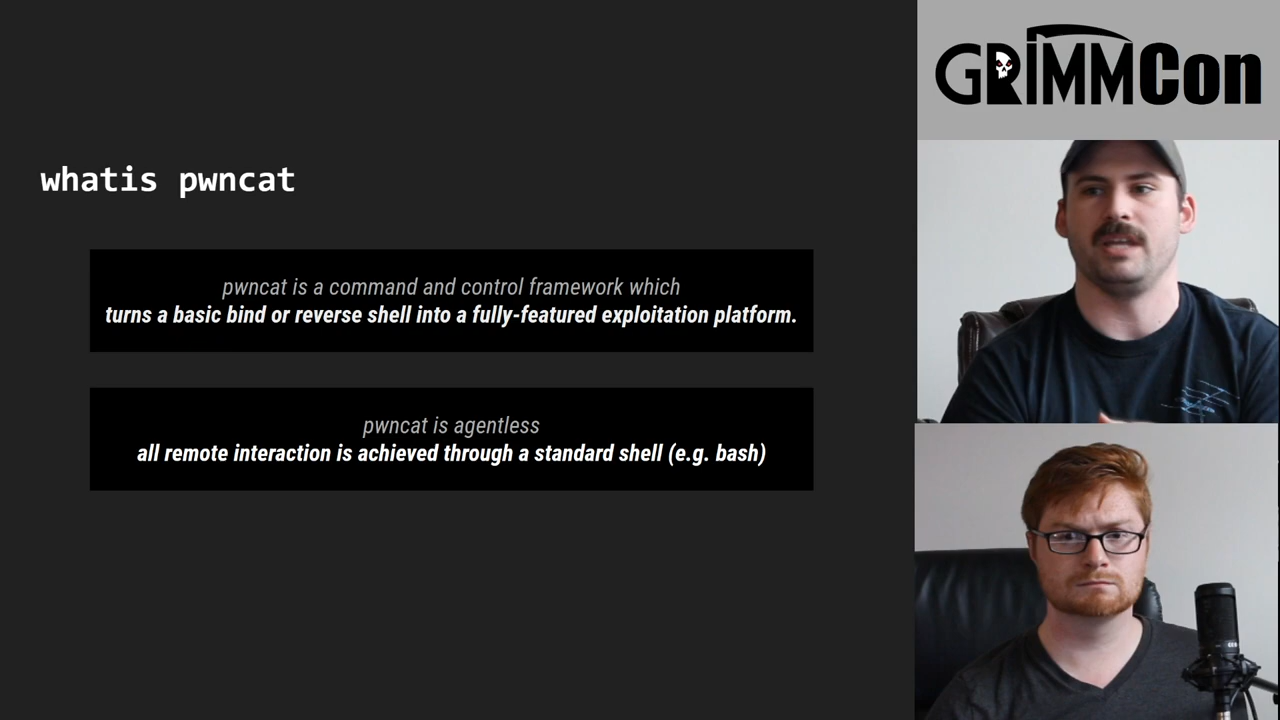 whatis pwncat
pwncat is a command and control framework which
turns a basic bind or reverse shell into a fully-featured exploitation platform.
pwncat is agentless
all remote interaction is achieved through a standard shell (e.g. bash)
GRIMMCon